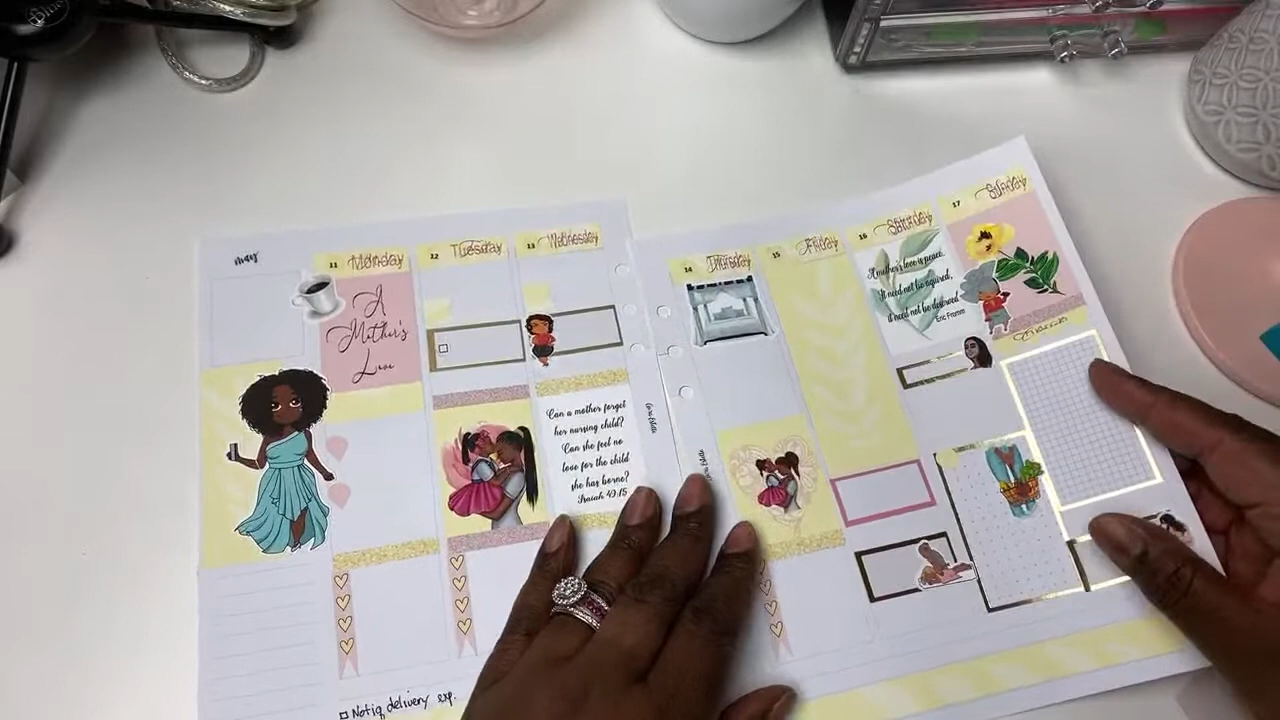 may
11 Monday
A
Mother's
Love
12 Tuesday
13 Wednesday
Can a mother forget
her nursing child?
Can she feel no
love for the child
she has borne?
Isaiah 49:15
Notiq delivery exp.
14 Thursday
15 Friday
16 Saturday
A mother's love is peace.
It need not be aquired,
it need not be deserved
Eric Fromm
17 Sunday